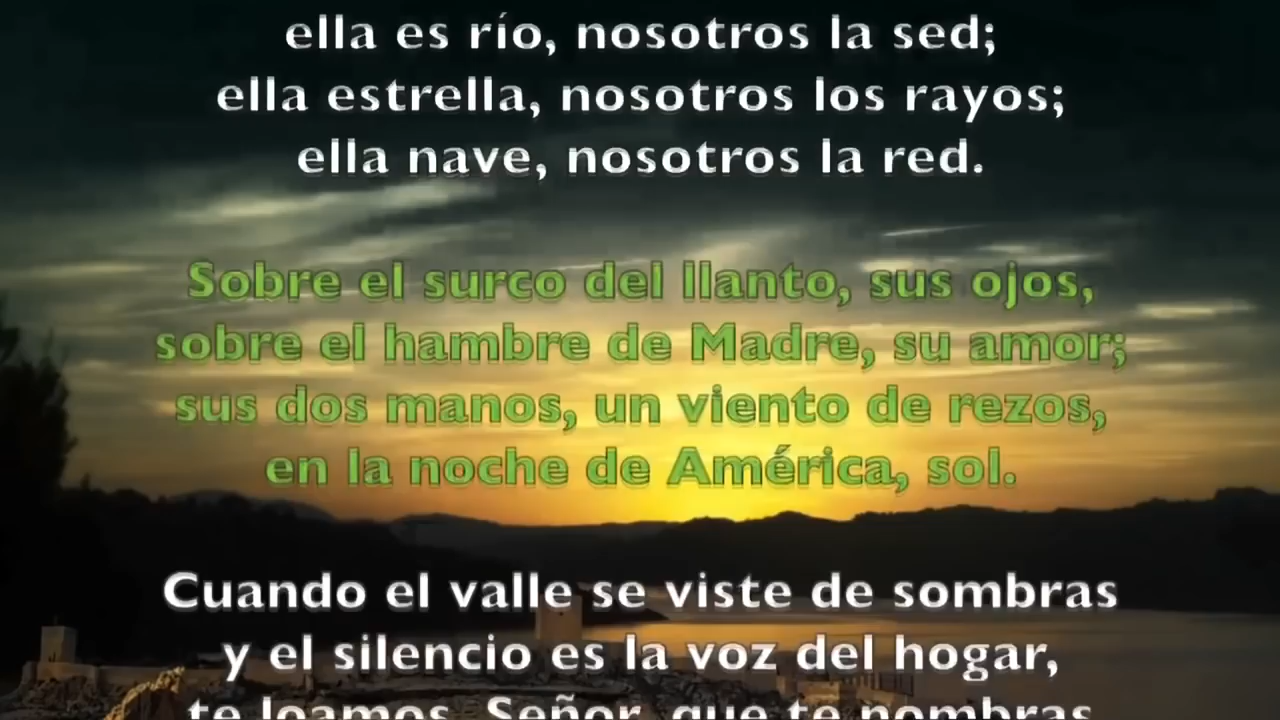 ella es río, nosotros la sed;
ella estrella, nosotros los rayos;
ella nave, nosotros la red.
Sobre el surco del llanto, sus ojos,
sobre el hambre de Madre, su amor;
sus dos manos, un viento de rezos,
en la noche de América, sol.
Cuando el valle se viste de sombras
y el silencio es la voz del hogar,
te loamos, Señor, que te nombras